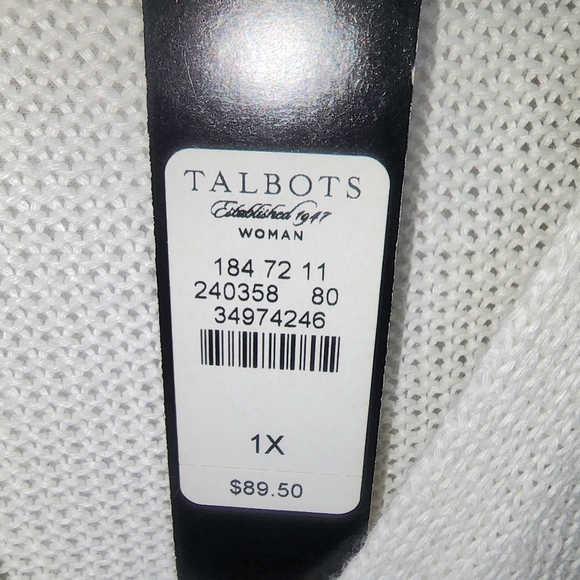 TALBOTS
Established 1947
WOMAN
184 72 11
240358 80
34974246
1X
$89.50